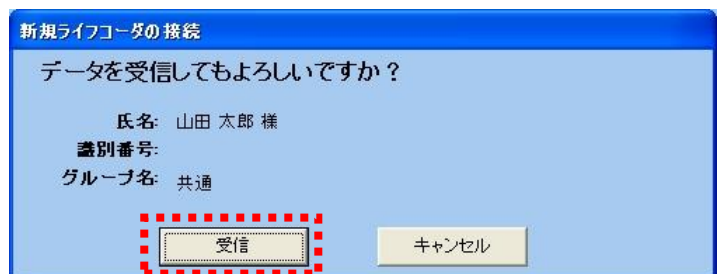 新規ライフコーダの接続
データを受信してもよろしいですか？
氏名: 山田 太郎 様
識別番号:
グループ名: 共通
受信 キャンセル